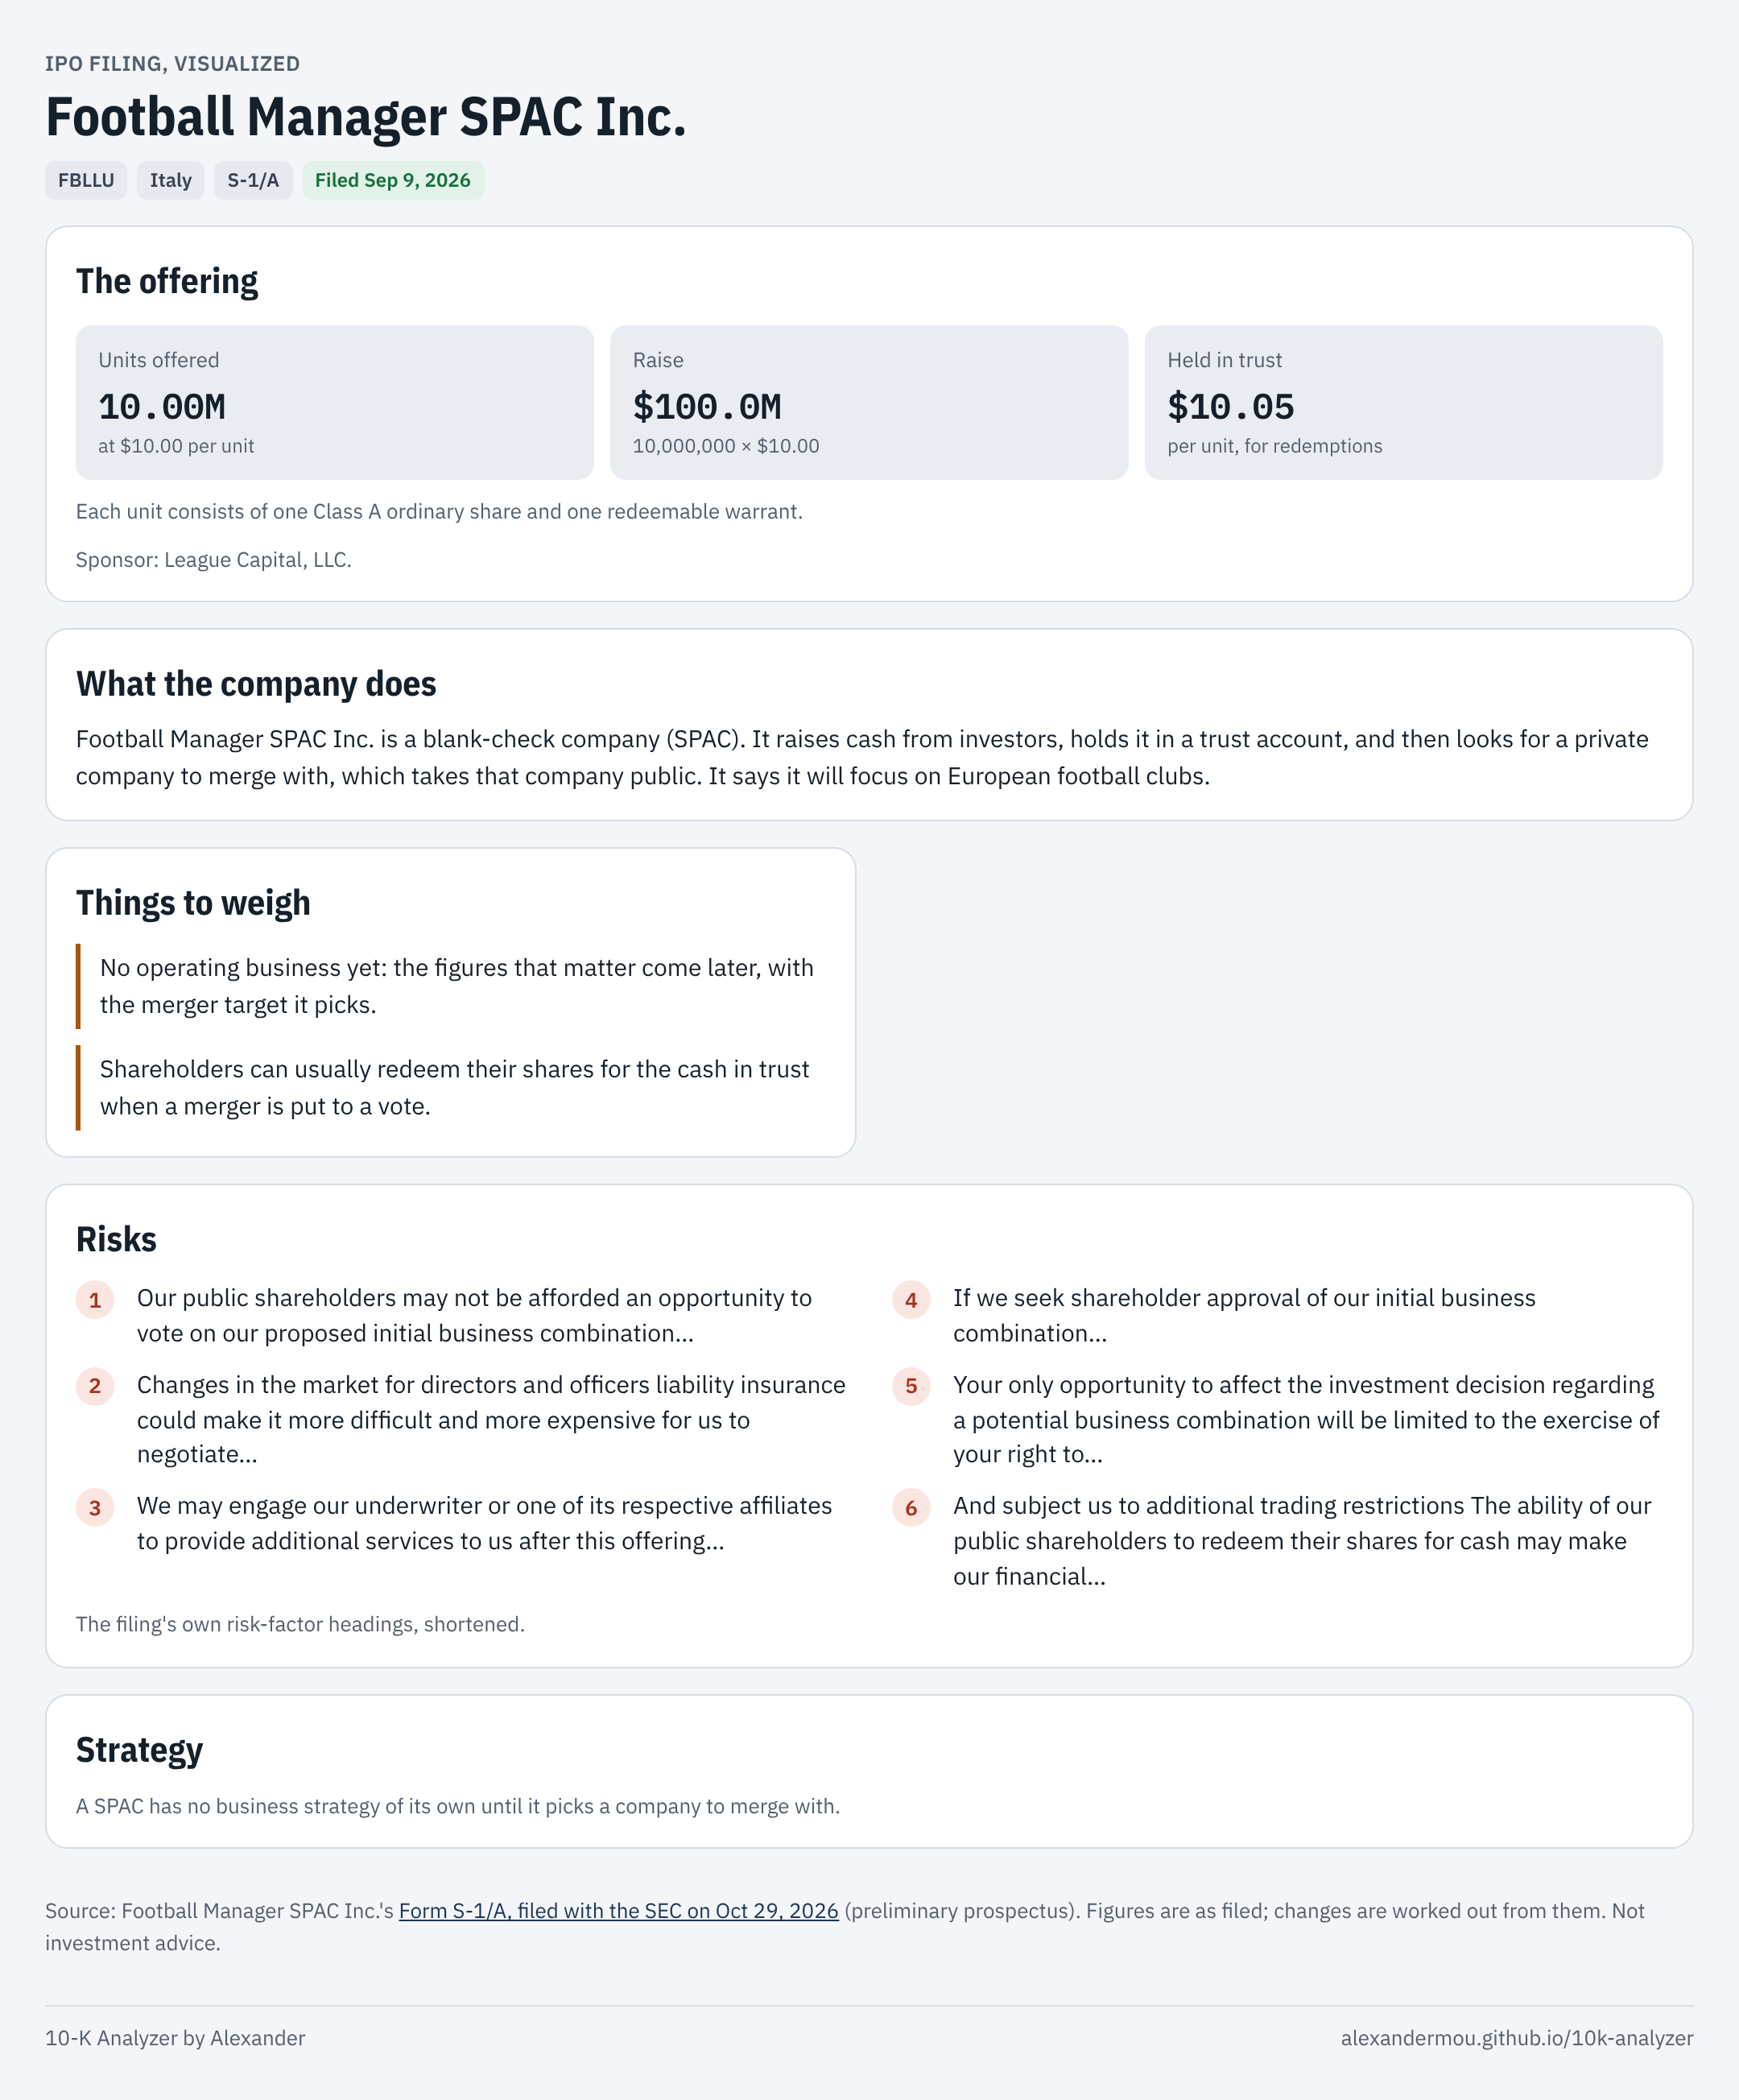 IPO FILING, VISUALIZED
Football Manager SPAC Inc.
FBLLU Italy S-1/A Filed Sep 9, 2026
The offering
Units offered
10.00M
at $10.00 per unit
Raise
$100.0M
10,000,000 × $10.00
Held in trust
$10.05
per unit, for redemptions
Each unit consists of one Class A ordinary share and one redeemable warrant.
Sponsor: League Capital, LLC.
What the company does
Football Manager SPAC Inc. is a blank-check company (SPAC). It raises cash from investors, holds it in a trust account, and then looks for a private
company to merge with, which takes that company public. It says it will focus on European football clubs.
Things to weigh
No operating business yet: the figures that matter come later, with
the merger target it picks.
Shareholders can usually redeem their shares for the cash in trust
when a merger is put to a vote.
Risks
1 Our public shareholders may not be afforded an opportunity to
vote on our proposed initial business combination…
2 Changes in the market for directors and officers liability insurance
could make it more difficult and more expensive for us to
negotiate…
3 We may engage our underwriter or one of its respective affiliates
to provide additional services to us after this offering…
4 If we seek shareholder approval of our initial business
combination…
5 Your only opportunity to affect the investment decision regarding
a potential business combination will be limited to the exercise of
your right to…
6 And subject us to additional trading restrictions The ability of our
public shareholders to redeem their shares for cash may make
our financial…
The filing's own risk-factor headings, shortened.
Strategy
A SPAC has no business strategy of its own until it picks a company to merge with.
Source: Football Manager SPAC Inc.'s Form S-1/A, filed with the SEC on Oct 29, 2026 (preliminary prospectus). Figures are as filed; changes are worked out from them. Not
investment advice.
10-K Analyzer by Alexander
alexandermou.github.io/10k-analyzer